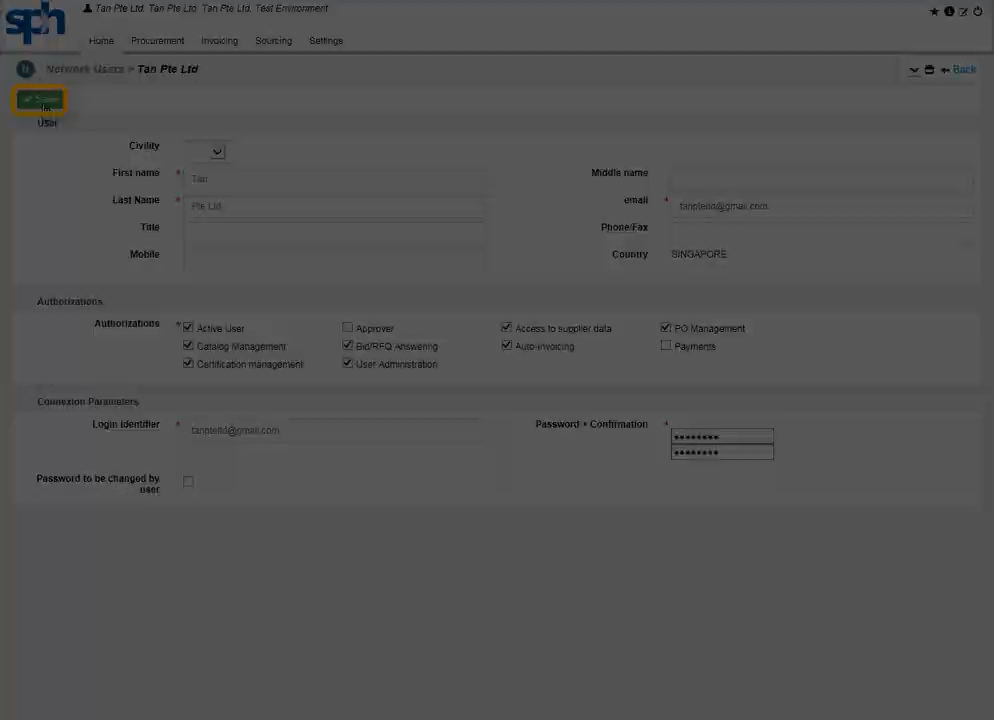 sph
Tan Pte Ltd. Tan Pte Ltd. Tan Pte Ltd. Test Environment
Home Procurement Invoicing Sourcing Settings
Network Users > Tan Pte Ltd
Back
Save
User
Civility
First name * Tan
Middle name
Last Name * Pte Ltd
email * tanpteltd@gmail.com
Title
Phone/Fax
Mobile
Country SINGAPORE
Authorizations
Authorizations * Active User Approver Access to supplier data PO Management
Catalog Management Bid/RFQ Answering Auto-invoicing Payments
Certification management User Administration
Connexion Parameters
Login identifier * tanpteltd@gmail.com
Password + Confirmation * ••••••••
••••••••
Password to be changed by
user